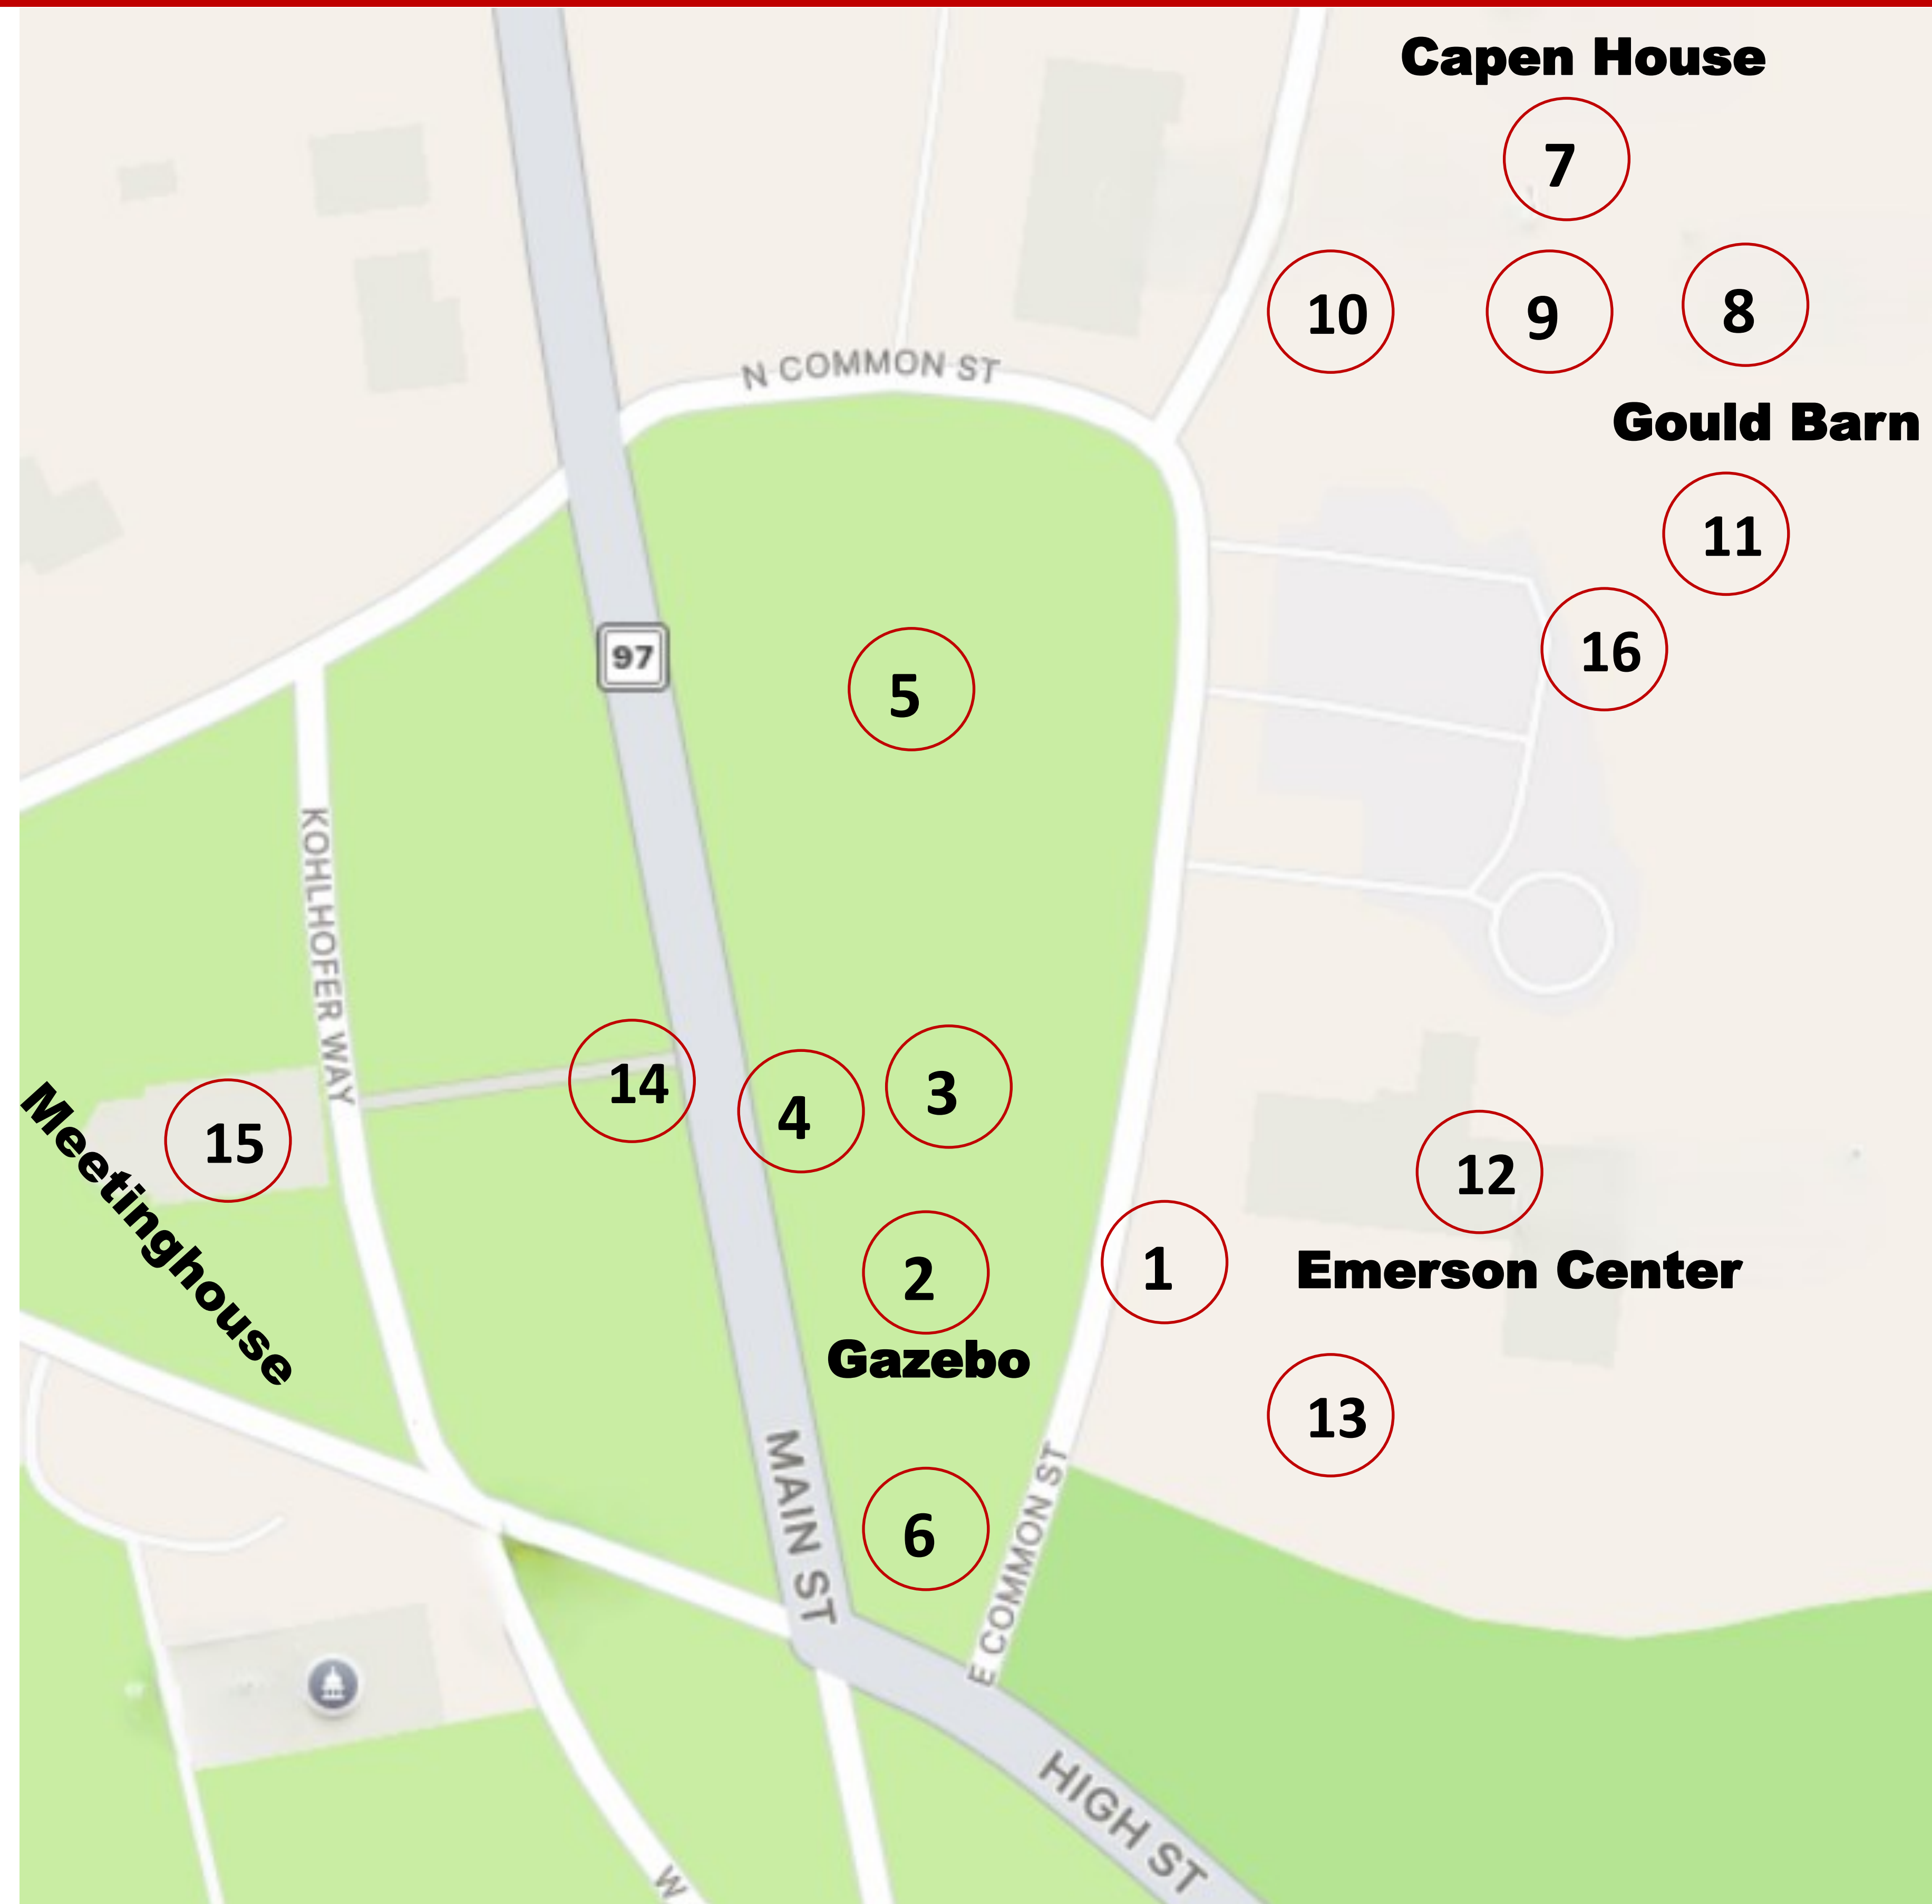 Capen House
7
10
9
8
N COMMON ST
Gould Barn
11
97
16
5
KOHLHOFER WAY
14
4
3
15
12
Meetinghouse
2
1
Emerson Center
Gazebo
13
MAIN ST
6
E COMMON ST
HIGH ST
W